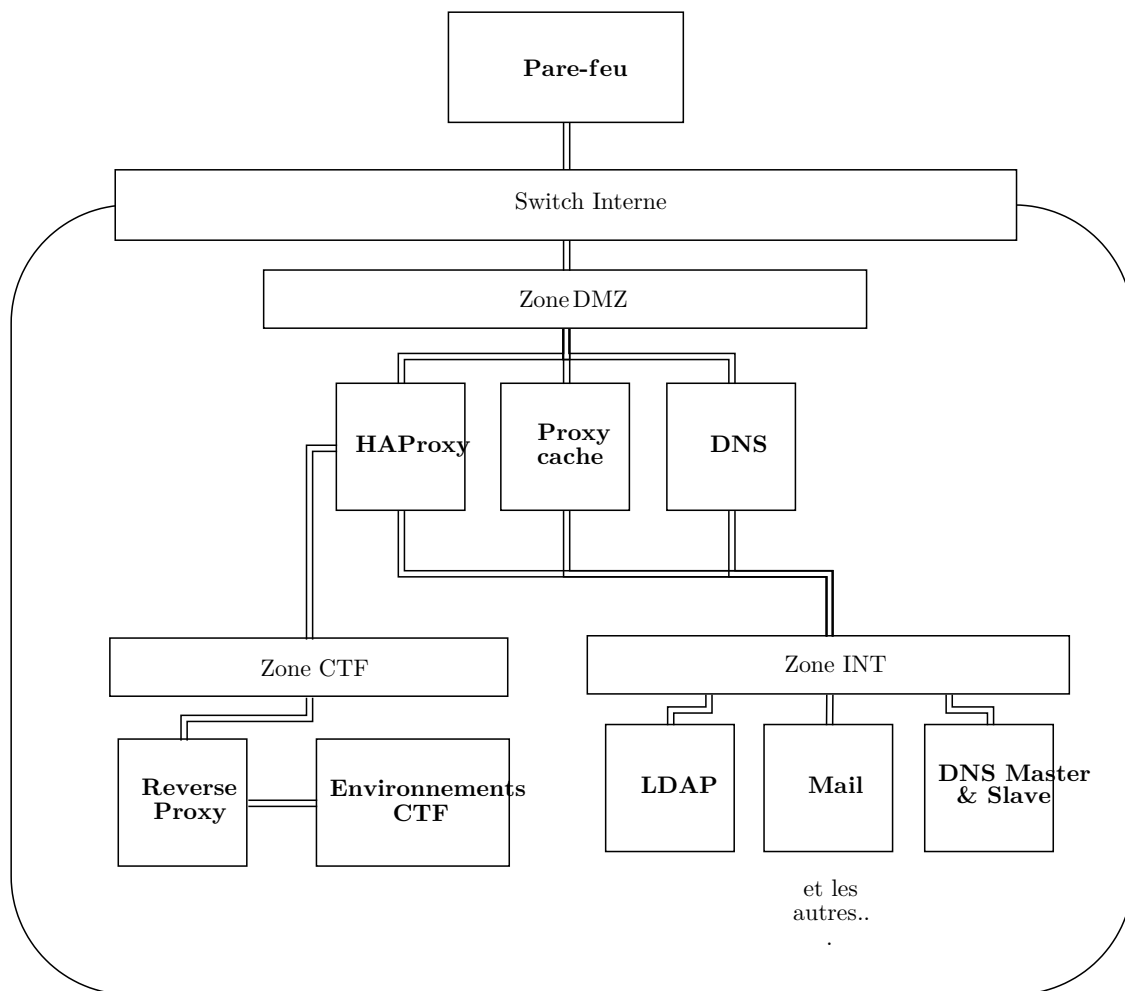 Pare-feu
Switch Interne
Zone DMZ
HAProxy
Proxy
cache
DNS
Zone CTF
Zone INT
Reverse
Proxy
Environnements
CTF
LDAP
Mail
DNS Master
& Slave
et les
autres..
.